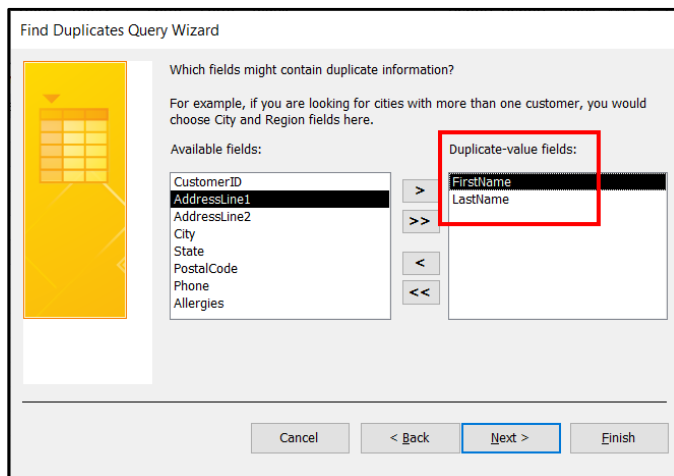 Find Duplicates Query Wizard
Which fields might contain duplicate information?
For example, if you are looking for cities with more than one customer, you would
choose City and Region fields here.
Available fields:
CustomerID
AddressLine1
AddressLine2
City
State
PostalCode
Phone
Allergies
>
>>
<
<<
Duplicate-value fields:
FirstName
LastName
Cancel
< Back
Next >
Finish